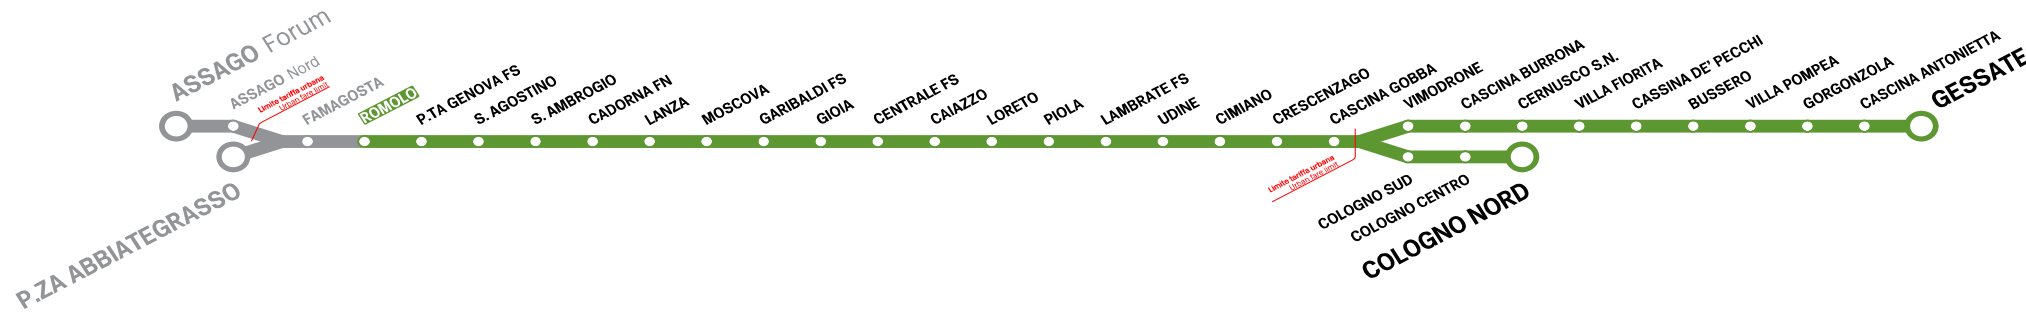 ASSAGO Forum
ASSAGO Nord
Limite tariffa urbana
Urban fare limit
P.ZA ABBIATEGRASSO
FAMAGOSTA
ROMOLO
P.TA GENOVA FS
S. AGOSTINO
S. AMBROGIO
CADORNA FN
LANZA
MOSCOVA
GARIBALDI FS
GIOIA
CENTRALE FS
CAIAZZO
LORETO
PIOLA
LAMBRATE FS
UDINE
CIMIANO
CRESCENZAGO
CASCINA GOBBA
Limite tariffa urbana
Urban fare limit
VIMODRONE
CASCINA BURRONA
CERNUSCO S.N.
VILLA FIORITA
CASSINA DE' PECCHI
BUSSERO
VILLA POMPEA
GORGONZOLA
CASCINA ANTONIETTA
GESSATE
COLOGNO SUD
COLOGNO CENTRO
COLOGNO NORD